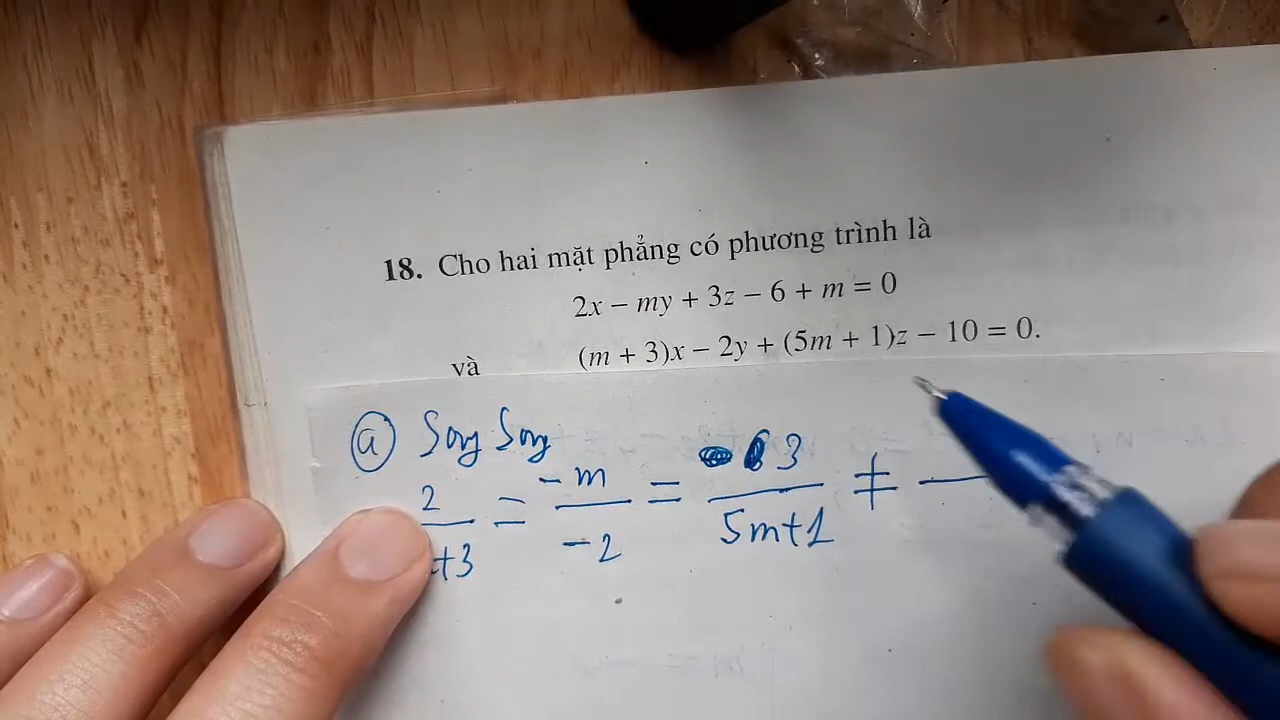 18. Cho hai mặt phẳng có phương trình là
2x – my + 3z – 6 + m = 0
và (m + 3)x – 2y + (5m + 1)z – 10 = 0.
ⓐ Song Song
2/+3 = -m/-2 = 3/5m+1 ≠